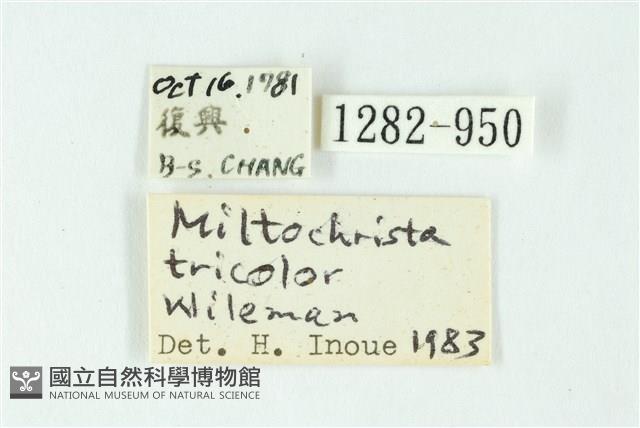 Oct 16. 1981
復興
B-S. CHANG
1282-950
Miltochrista
tricolor
Wileman
Det. H. Inoue 1983
國立自然科學博物館
NATIONAL MUSEUM OF NATURAL SCIENCE